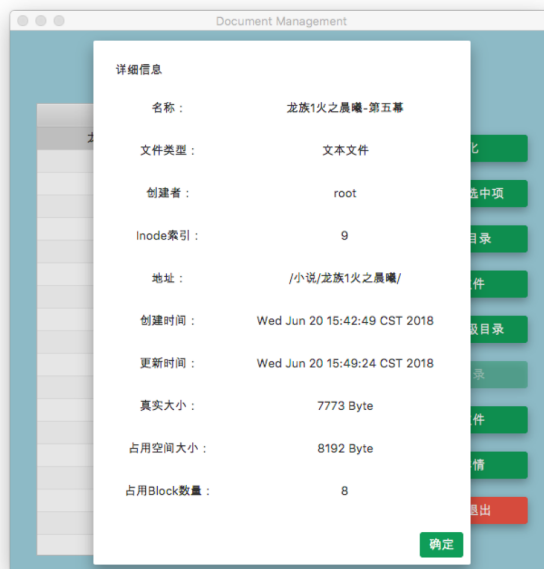 Document Management
详细信息
名称： 龙族1火之晨曦-第五幕
文件类型： 文本文件
创建者： root
Inode索引： 9
地址： /小说/龙族1火之晨曦/
创建时间： Wed Jun 20 15:42:49 CST 2018
更新时间： Wed Jun 20 15:49:24 CST 2018
真实大小： 7773 Byte
占用空间大小： 8192 Byte
占用Block数量： 8
确定
化
选中项
目录
件
级目录
录
件
情
退出